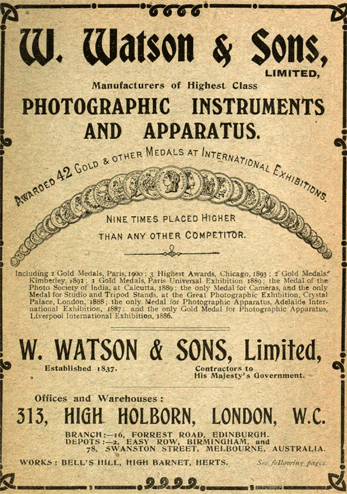 W. Watson & Sons,
LIMITED,
Manufacturers of Highest Class
PHOTOGRAPHIC INSTRUMENTS
AND APPARATUS.
AWARDED 42 GOLD & OTHER MEDALS AT INTERNATIONAL EXHIBITIONS.
NINE TIMES PLACED HIGHER
THAN ANY OTHER COMPETITOR.
Including 2 Gold Medals, Paris, 1900: 3 Highest Awards, Chicago, 1893: 2 Gold Medals,
Kimberley, 1892: 2 Gold Medals, Paris Universal Exhibition 1889; the Medal of the
Photo Society of India, at Calcutta, 1889; the only Medal for Cameras, and the only
Medal for Studio and Tripod Stands, at the Great Photographic Exhibition, Crystal
Palace, London, 1888; the only Medal for Photographic Apparatus, Adelaide Inter-
national Exhibition, 1887; and the only Gold Medal for Photographic Apparatus,
Liverpool International Exhibition, 1886.
W. WATSON & SONS, Limited,
Established 1837. Contractors to
His Majesty's Government.
Offices and Warehouses:
313, HIGH HOLBORN, LONDON, W.C.
BRANCH:—16, FORREST ROAD, EDINBURGH.
DEPOTS:—2, EASY ROW, BIRMINGHAM, and
78, SWANSTON STREET, MELBOURNE, AUSTRALIA.
WORKS: BELL'S HILL, HIGH BARNET, HERTS. See following pages.